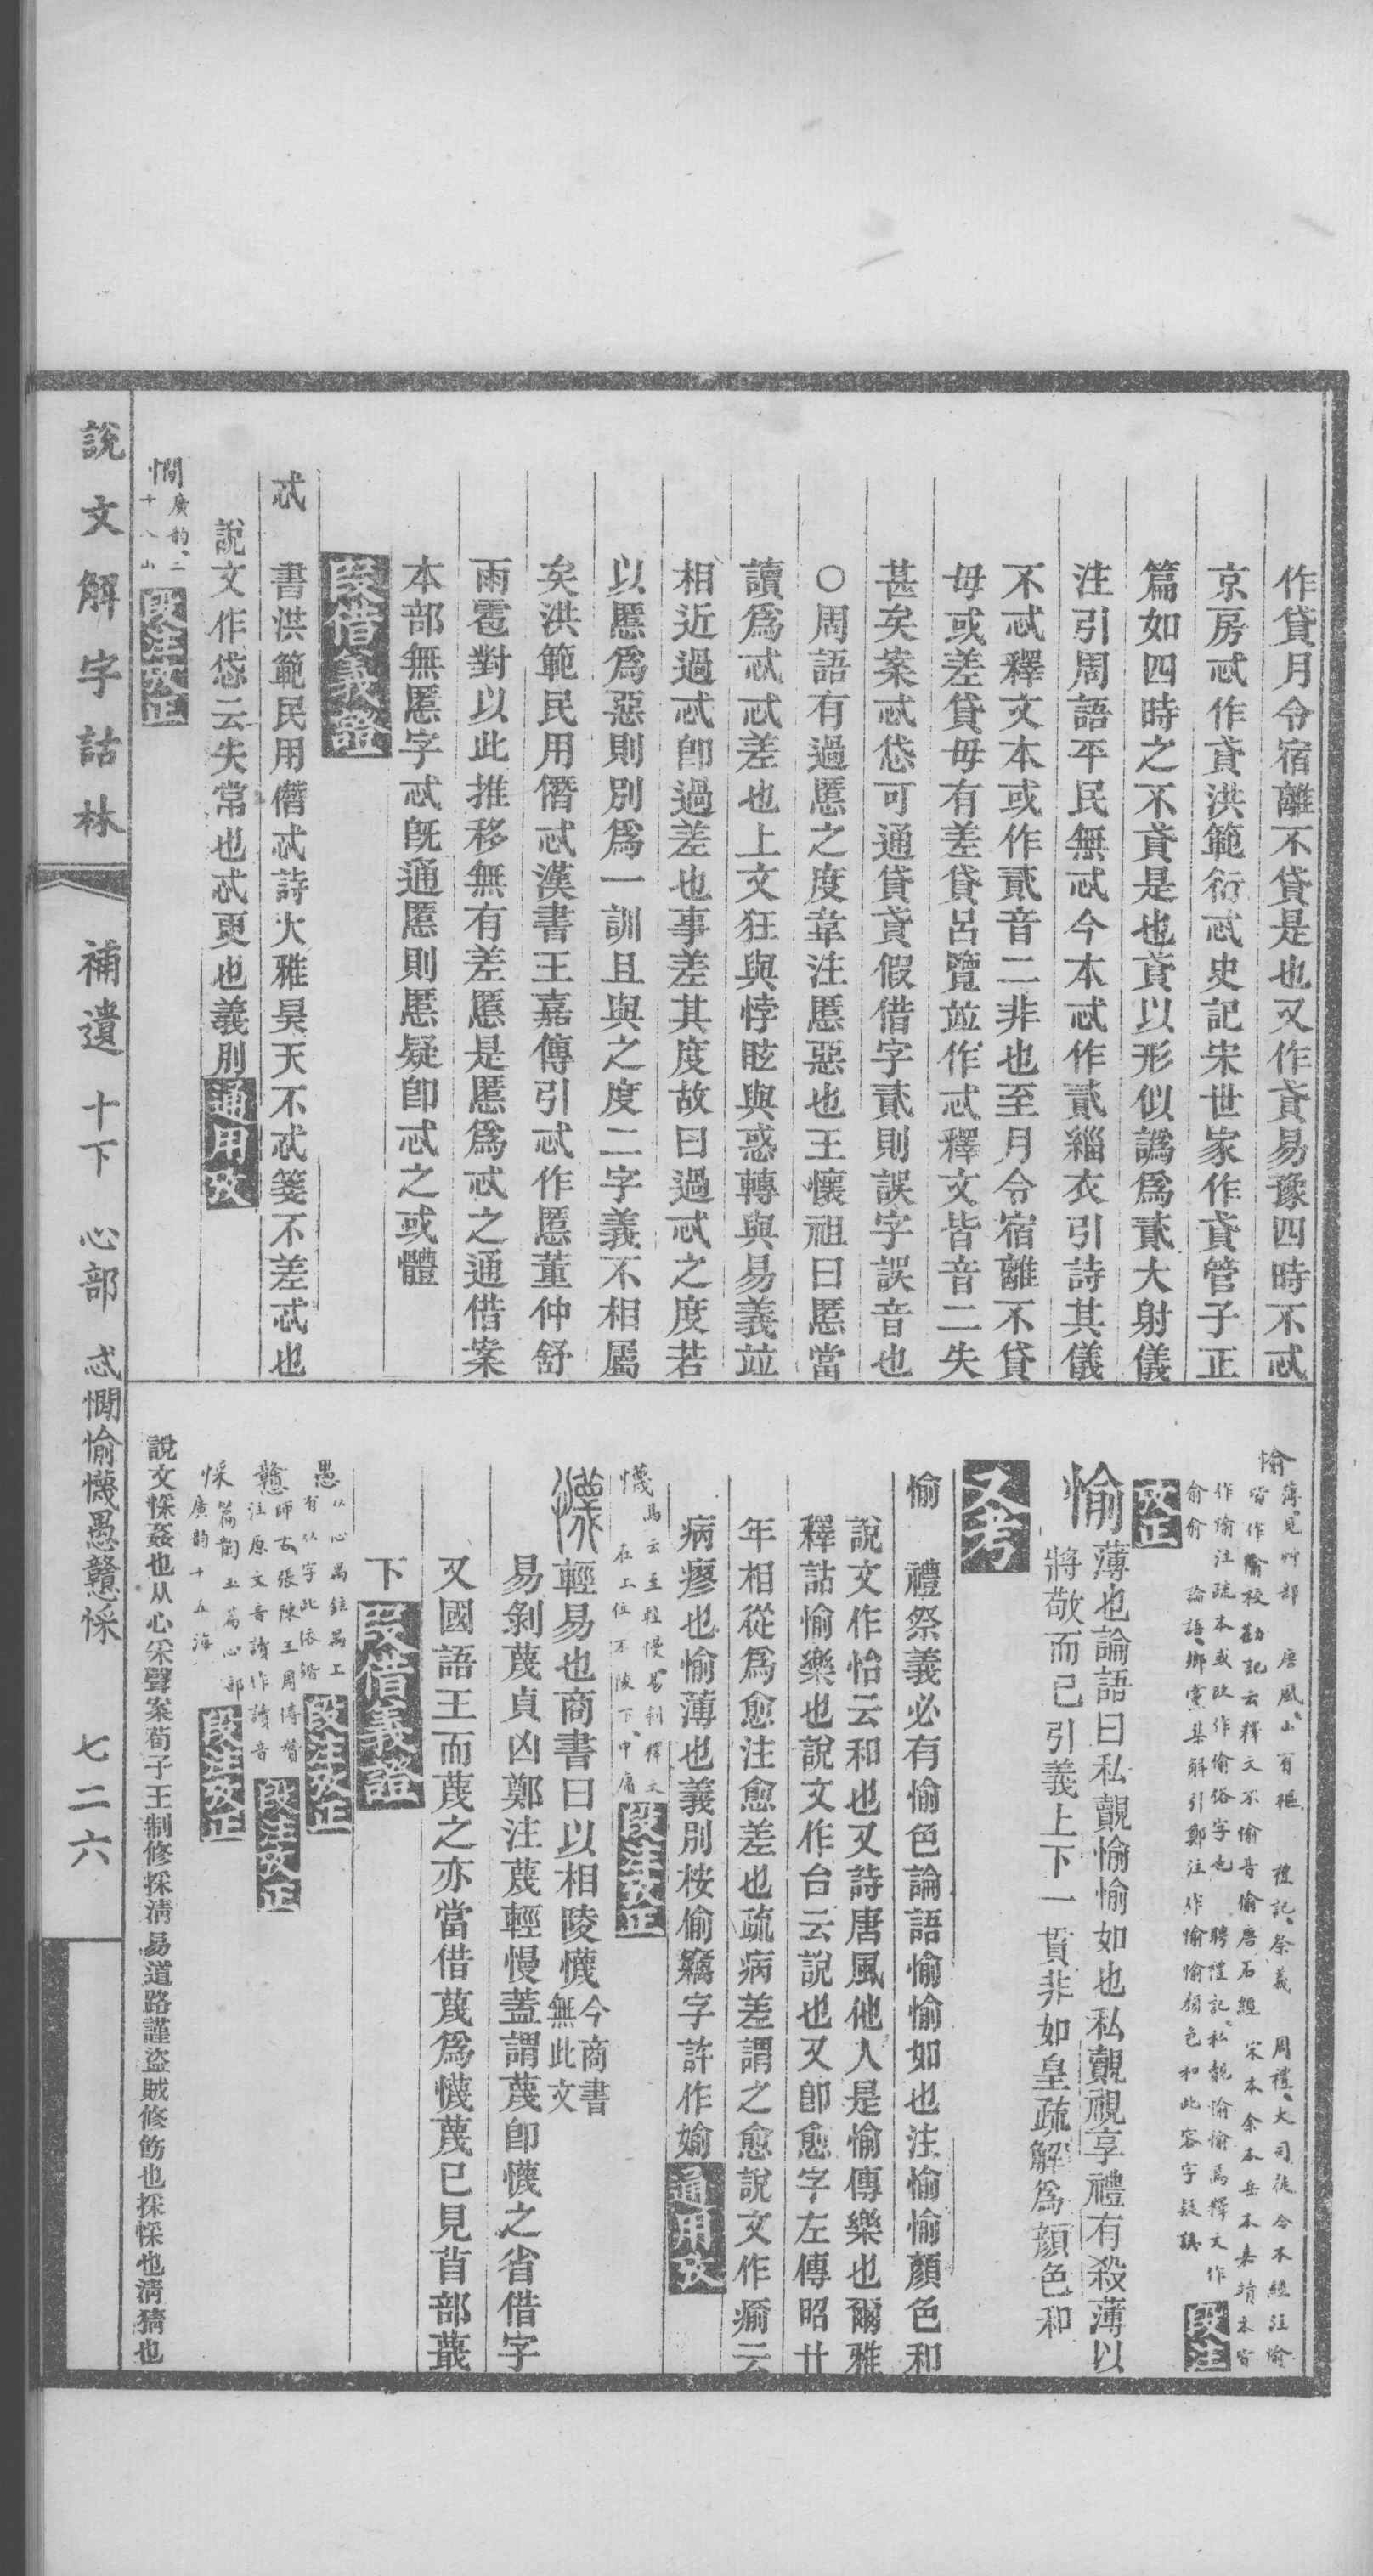 作貸月令宿離不貸是也又作貣易豫四時不忒
京房忒作貣洪範衍忒史記宋世家作貣管子正
篇如四時之不貣是也貣以形似譌爲貳大射儀
注引周語平民無忒今本忒作貳緇衣引詩其儀
不忒釋文本或作貳音二非也至月令宿離不貸
毋或差貸毋有差貸呂覽竝作忒釋文皆音二失
甚矣案忒怹可通貸貣假借字貳則誤字誤音也
○周語有過慝之度韋注慝惡也王懷祖曰慝當
讀爲忒忒差也上文狂與悖眩與惑轉與易義竝
相近過忒卽過差也事差其度故曰過忒之度若
以慝爲惡則別爲一訓且與之度二字義不相屬
矣洪範民用僭忒漢書王嘉傳引忒作慝董仲舒
雨雹對以此推移無有差慝是慝爲忒之通借案
本部無慝字忒旣通慝則慝疑卽忒之或體
段借義證
忒 書洪範民用僭忒詩大雅昊天不忒箋不差忒也
說文作怹云失常也忒更也義別通用攷
憪廣韵二
十八山段注攷正
愉薄見艸部 唐風山有樞 禮記祭義 周禮大司徒今本經注愉
皆作偸校勘記云釋文不愉音偸唐石經 宋本余本岳本嘉靖本皆
作愉注疏本或改作偷俗字也 聘禮記私覿愉愉焉釋文作
俞俞 論語鄉黨集解引鄭注作愉愉顏色和此容字疑誤段注
攷正
愉薄也論語曰私覿愉愉如也私覿視享禮有殺薄以
將敬而已引義上下一貫非如皇疏解爲顏色和
又考
愉 禮祭義必有愉色論語愉愉如也注愉愉顏色和
說文作怡云和也又詩唐風他人是愉傳樂也爾雅
釋詁愉樂也說文作台云說也又卽愈字左傳昭廿
年相從爲愈注愈差也疏病差謂之愈說文作瘉云
病瘳也愉薄也義別桉偷竊字許作媮通用攷
懱馬云至輕慢易剝釋文
在上位不陵下中庸段注攷正
懱輕易也商書曰以相陵懱今商書
無此文
易剝蔑貞凶鄭注蔑輕慢蓋謂蔑卽懱之省借字
又國語王而蔑之亦當借蔑爲懱蔑已見苜部蕞
下段借義證
愚从心禺鉉禺上
有从字此依鍇段注攷正
戇師古張陳王周傳贊
注原文音讀作讀音段注攷正
悇篇韵玉篇心部
廣韵十五海段注攷正
說文悇姦也从心采聲案荀子王制修採淸易道路謹盜賊修飭也採悇也淸猜也
說文解字詁林 補遺 十下 心部 忒憪愉懱愚戇悇 七二六